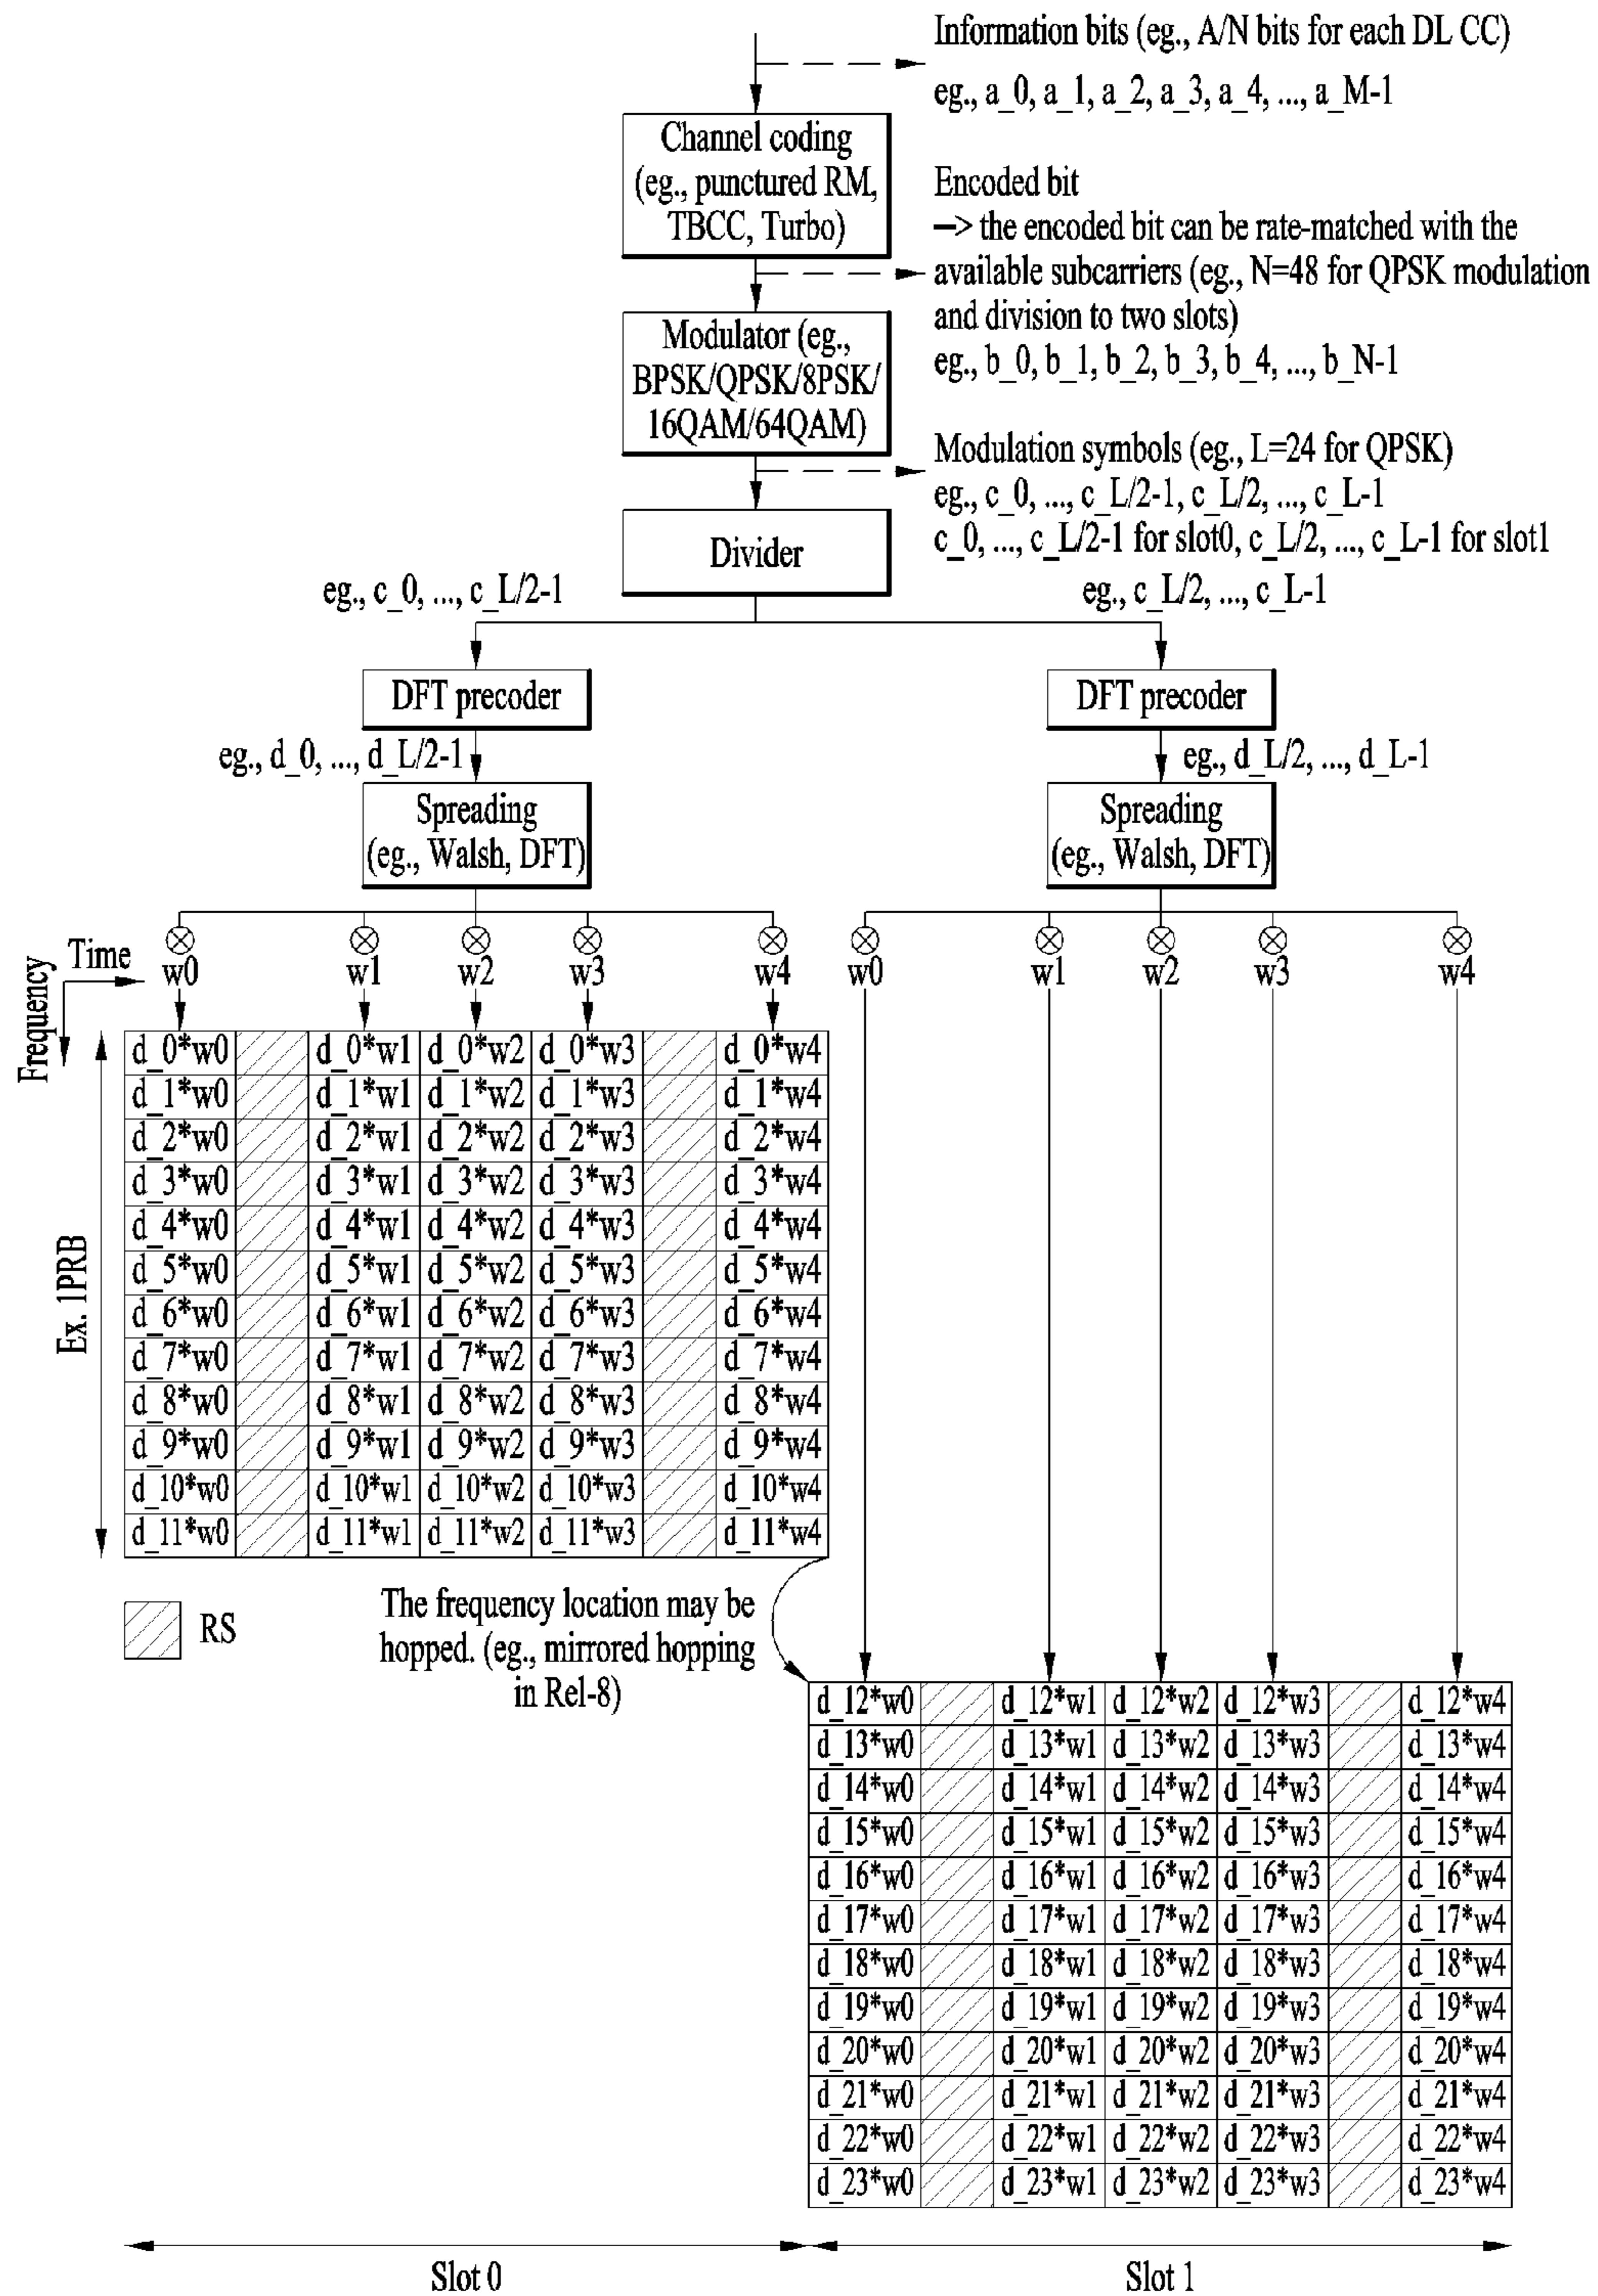 Information bits (eg., A/N bits for each DL CC)
eg., a_0, a_1, a_2, a_3, a_4, ..., a_M-1
Channel coding
(eg., punctured RM,
TBCC, Turbo)
Encoded bit
—> the encoded bit can be rate-matched with the
available subcarriers (eg., N=48 for QPSK modulation
and division to two slots)
eg., b_0, b_1, b_2, b_3, b_4, ..., b_N-1
Modulator (eg.,
BPSK/QPSK/8PSK/
16QAM/64QAM)
Modulation symbols (eg., L=24 for QPSK)
eg., c_0, ..., c_L/2-1, c_L/2, ..., c_L-1
c_0, ..., c_L/2-1 for slot0, c_L/2, ..., c_L-1 for slot1
Divider
eg., c_0, ..., c_L/2-1
eg., c_L/2, ..., c_L-1
DFT precoder
DFT precoder
eg., d_0, ..., d_L/2-1
eg., d_L/2, ..., d_L-1
Spreading
(eg., Walsh, DFT)
Spreading
(eg., Walsh, DFT)
Time
Frequency
w0 w1 w2 w3 w4 w0 w1 w2 w3 w4
d_0*w0 d_0*w1 d_0*w2 d_0*w3 d_0*w4
d_1*w0 d_1*w1 d_1*w2 d_1*w3 d_1*w4
d_2*w0 d_2*w1 d_2*w2 d_2*w3 d_2*w4
d_3*w0 d_3*w1 d_3*w2 d_3*w3 d_3*w4
d_4*w0 d_4*w1 d_4*w2 d_4*w3 d_4*w4
d_5*w0 d_5*w1 d_5*w2 d_5*w3 d_5*w4
d_6*w0 d_6*w1 d_6*w2 d_6*w3 d_6*w4
d_7*w0 d_7*w1 d_7*w2 d_7*w3 d_7*w4
d_8*w0 d_8*w1 d_8*w2 d_8*w3 d_8*w4
d_9*w0 d_9*w1 d_9*w2 d_9*w3 d_9*w4
d_10*w0 d_10*w1 d_10*w2 d_10*w3 d_10*w4
d_11*w0 d_11*w1 d_11*w2 d_11*w3 d_11*w4
Ex. 1PRB
RS
The frequency location may be
hopped. (eg., mirrored hopping
in Rel-8)
d_12*w0 d_12*w1 d_12*w2 d_12*w3 d_12*w4
d_13*w0 d_13*w1 d_13*w2 d_13*w3 d_13*w4
d_14*w0 d_14*w1 d_14*w2 d_14*w3 d_14*w4
d_15*w0 d_15*w1 d_15*w2 d_15*w3 d_15*w4
d_16*w0 d_16*w1 d_16*w2 d_16*w3 d_16*w4
d_17*w0 d_17*w1 d_17*w2 d_17*w3 d_17*w4
d_18*w0 d_18*w1 d_18*w2 d_18*w3 d_18*w4
d_19*w0 d_19*w1 d_19*w2 d_19*w3 d_19*w4
d_20*w0 d_20*w1 d_20*w2 d_20*w3 d_20*w4
d_21*w0 d_21*w1 d_21*w2 d_21*w3 d_21*w4
d_22*w0 d_22*w1 d_22*w2 d_22*w3 d_22*w4
d_23*w0 d_23*w1 d_23*w2 d_23*w3 d_23*w4
Slot 0
Slot 1